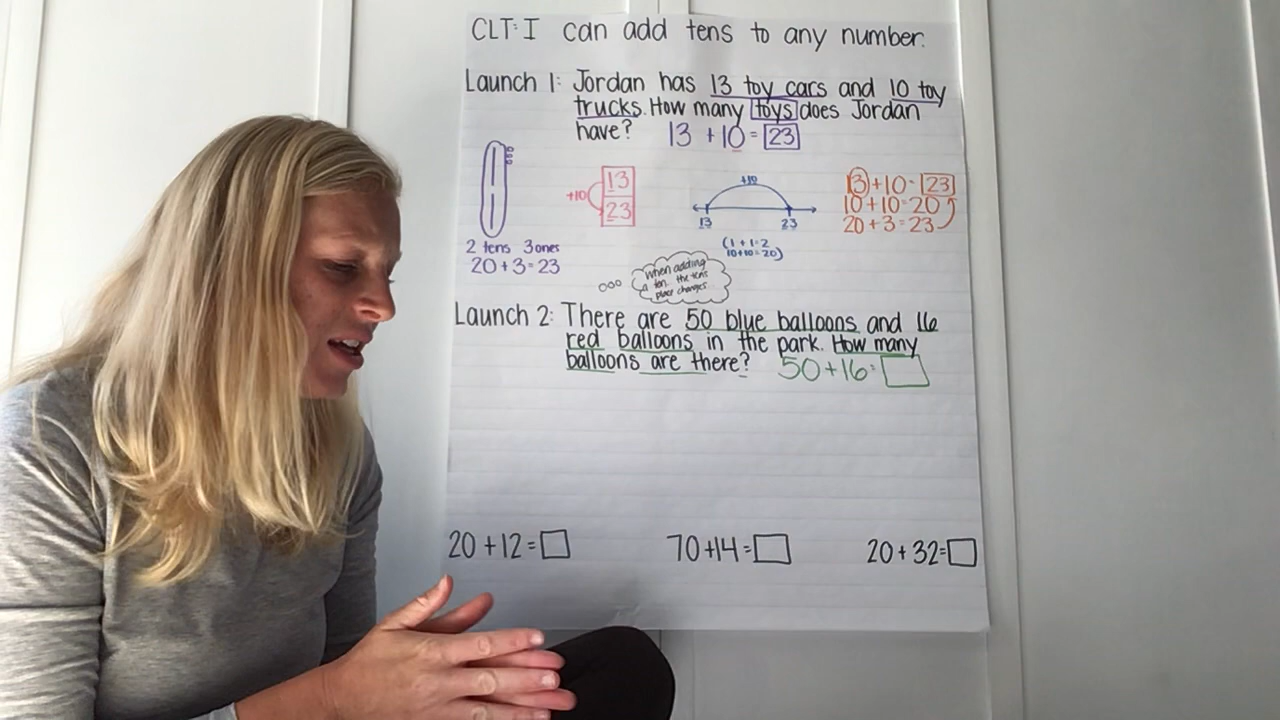 CLT: I can add tens to any number.
Launch 1: Jordan has 13 toy cars and 10 toy
trucks. How many toys does Jordan
have? 13 + 10 = 23
+10
13
23
+10
13 23
(1 + 1 = 2
10+10 = 20)
13 + 10 = 23
10 + 10 = 20
20 + 3 = 23
2 tens 3 ones
20 + 3 = 23
When adding
a ten the tens
place changes
Launch 2: There are 50 blue balloons and 16
red balloons in the park. How many
balloons are there? 50 + 16 =
20 + 12 =
70 + 14 =
20 + 32 =